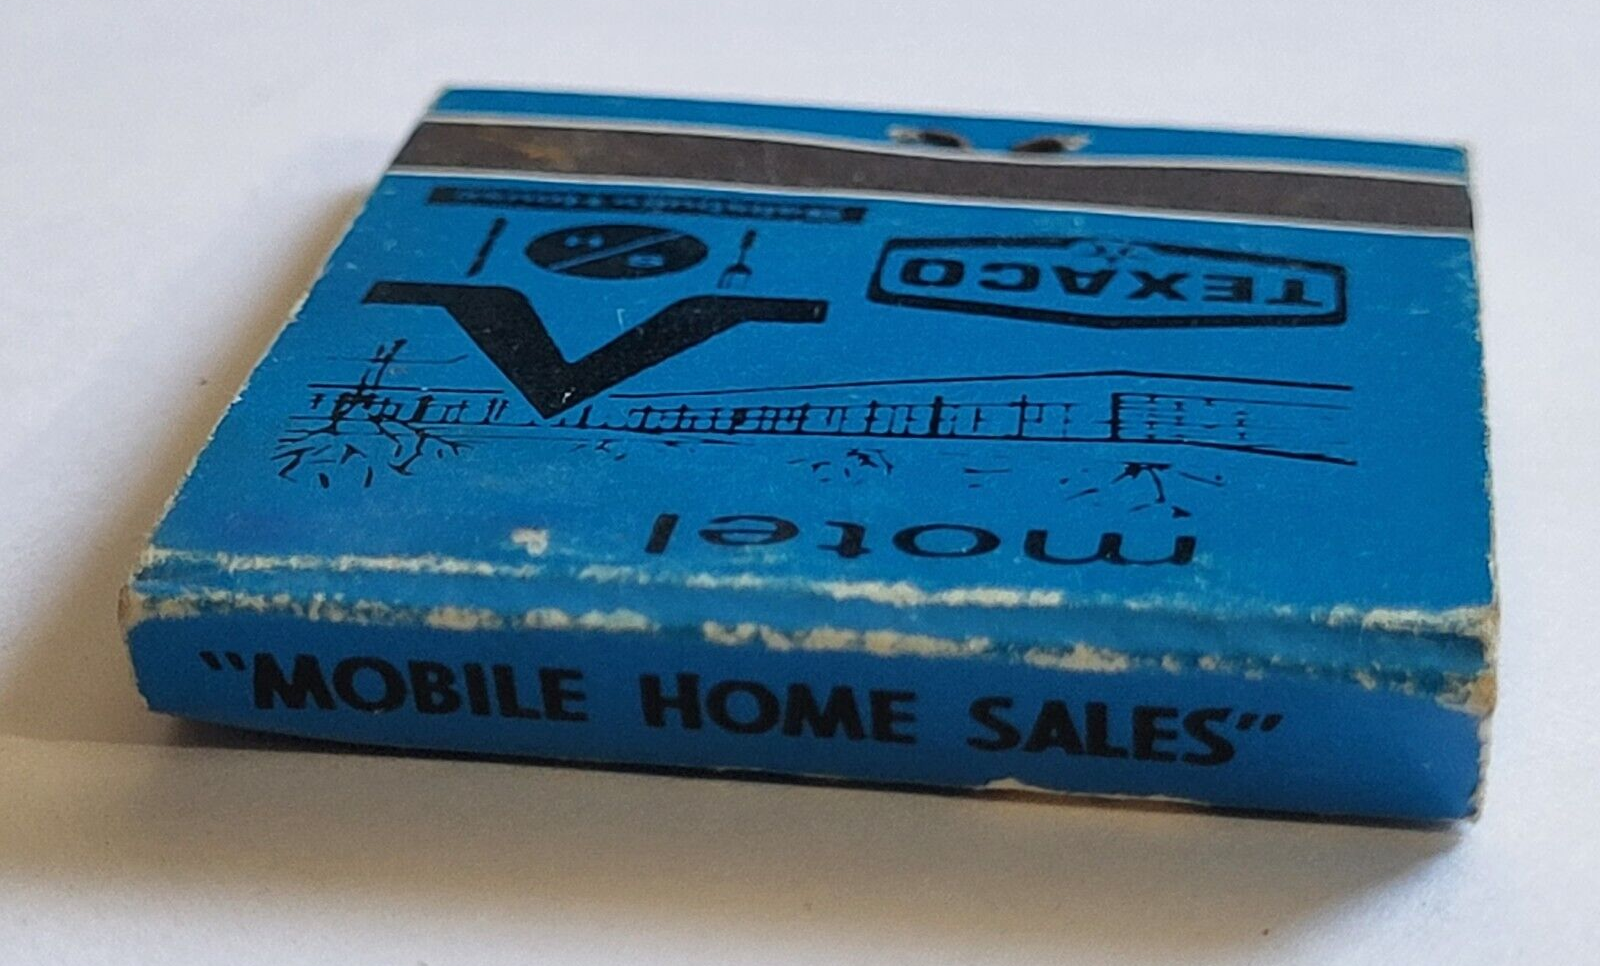 "MOBILE HOME SALES"
motel
TEXACO